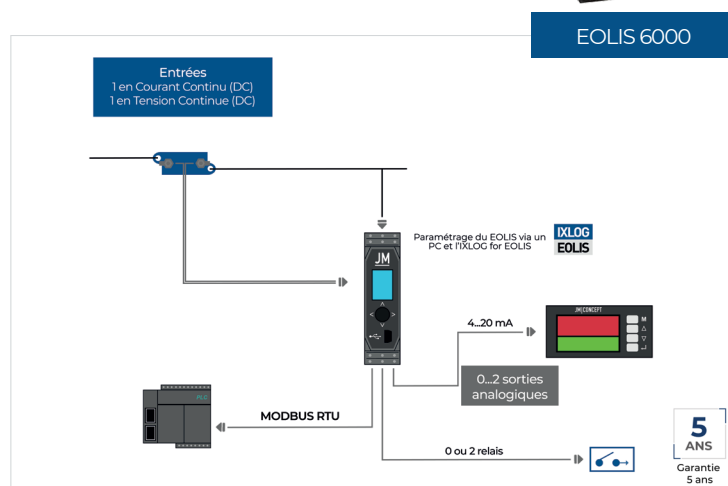 EOLIS 6000
Entrées
1 en Courant Continu (DC)
1 en Tension Continue (DC)
Paramétrage du EOLIS via un
PC et l'IXLOG for EOLIS
IXLOG
EOLIS
JM
JM|CONCEPT
M
4...20 mA
0...2 sorties
analogiques
PLC
MODBUS RTU
0 ou 2 relais
5
ANS
Garantie
5 ans